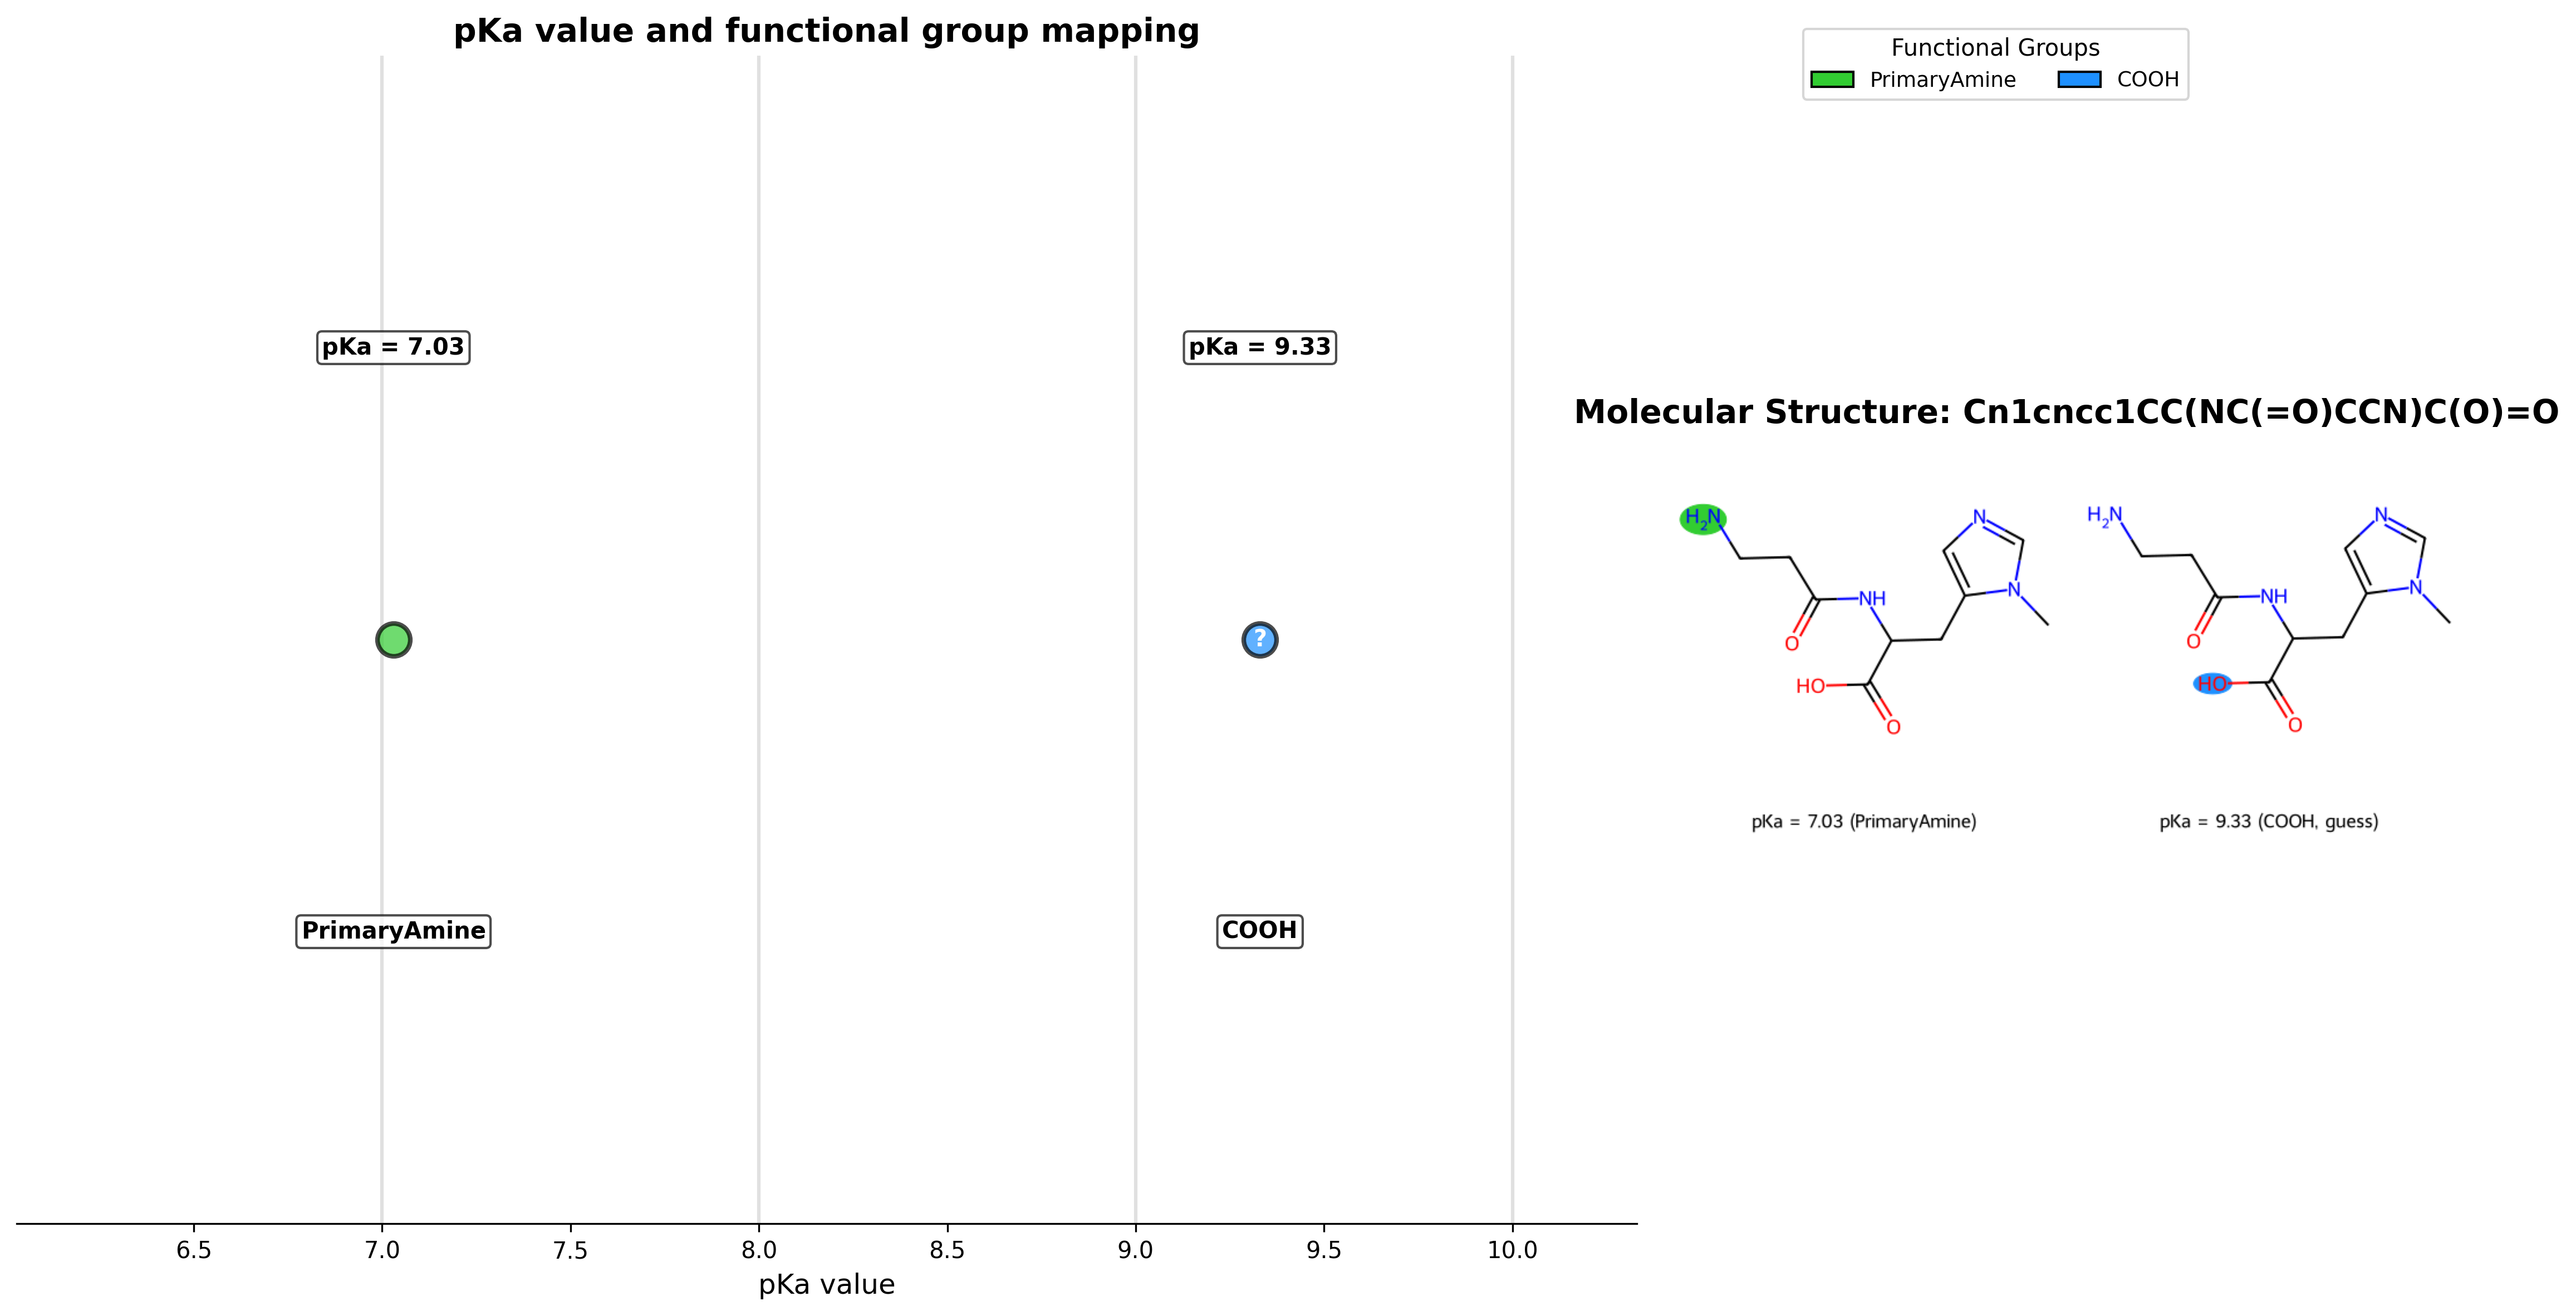 pKa value and functional group mapping
pKa = 7.03
pKa = 9.33
?
PrimaryAmine
COOH
6.5
7.0
7.5
8.0
8.5
9.0
9.5
10.0
pKa value
Functional Groups
PrimaryAmine
COOH
Molecular Structure: Cn1cncc1CC(NC(=O)CCN)C(O)=O
H2N
N
N
NH
O
HO
O
pKa = 7.03 (PrimaryAmine)
H2N
N
N
NH
O
HO
O
pKa = 9.33 (COOH, guess)